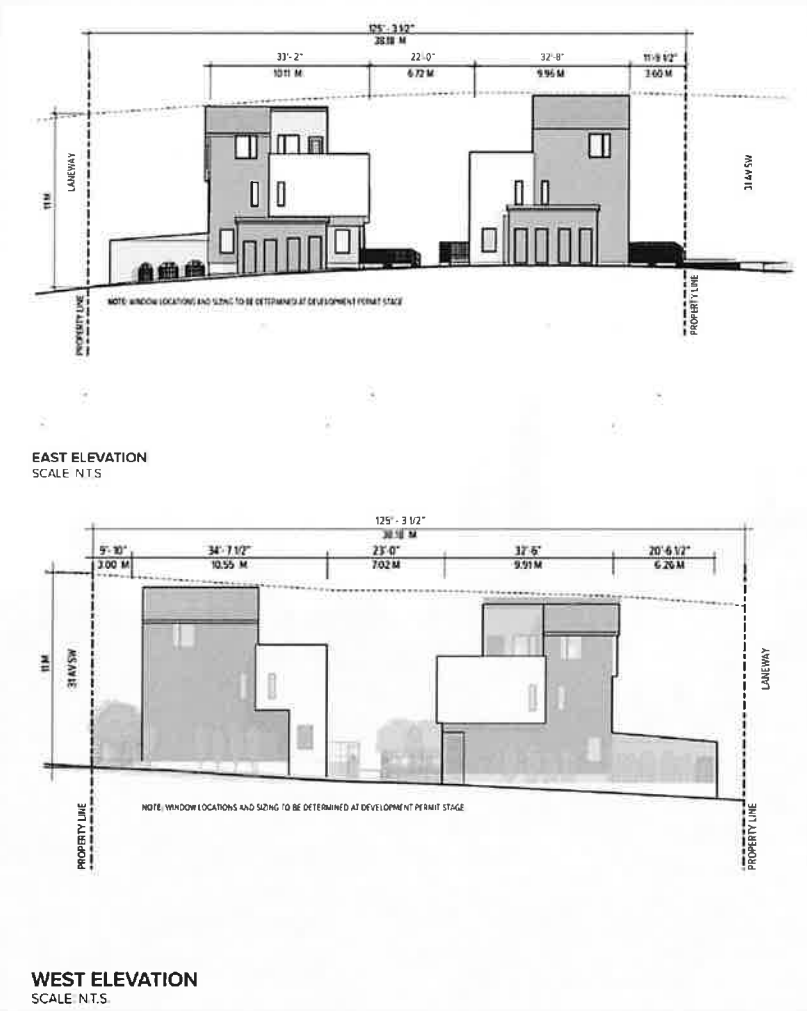 125' - 3 1/2"
38.18 M
33'- 2" 22'-0" 32'-8" 11'-9 1/2"
10.11 M 6.72 M 9.96 M 3.60 M
LANEWAY
11 M
31 AV SW
PROPERTY LINE
NOTE: WINDOW LOCATIONS AND SIZING TO BE DETERMINED AT DEVELOPMENT PERMIT STAGE
PROPERTY LINE
EAST ELEVATION
SCALE: N.T.S
125' - 3 1/2"
38.18 M
9'- 10" 34'- 7 1/2" 23'-0" 32'-6" 20'-6 1/2"
3.00 M 10.55 M 7.02 M 9.91 M 6.26 M
11 M
31 AV SW
LANEWAY
PROPERTY LINE
NOTE: WINDOW LOCATIONS AND SIZING TO BE DETERMINED AT DEVELOPMENT PERMIT STAGE
PROPERTY LINE
WEST ELEVATION
SCALE: N.T.S.